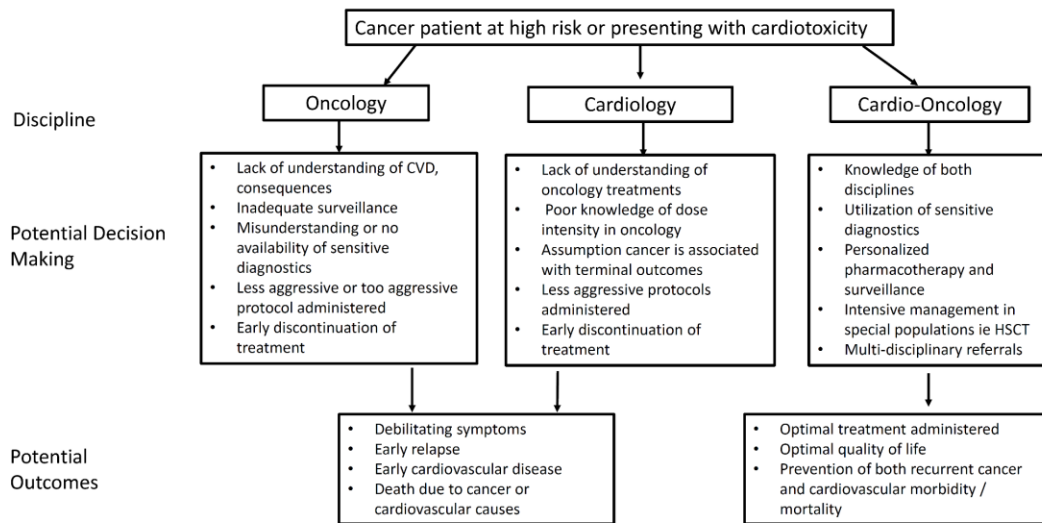 Cancer patient at high risk or presenting with cardiotoxicity
Discipline
Oncology
Cardiology
Cardio-Oncology
Potential Decision
Making
• Lack of understanding of CVD,
consequences
• Inadequate surveillance
• Misunderstanding or no
availability of sensitive
diagnostics
• Less aggressive or too aggressive
protocol administered
• Early discontinuation of
treatment
• Lack of understanding of
oncology treatments
• Poor knowledge of dose
intensity in oncology
• Assumption cancer is associated
with terminal outcomes
• Less aggressive protocols
administered
• Early discontinuation of
treatment
• Knowledge of both
disciplines
• Utilization of sensitive
diagnostics
• Personalized
pharmacotherapy and
surveillance
• Intensive management in
special populations ie HSCT
• Multi-disciplinary referrals
Potential
Outcomes
• Debilitating symptoms
• Early relapse
• Early cardiovascular disease
• Death due to cancer or
cardiovascular causes
• Optimal treatment administered
• Optimal quality of life
• Prevention of both recurrent cancer
and cardiovascular morbidity /
mortality